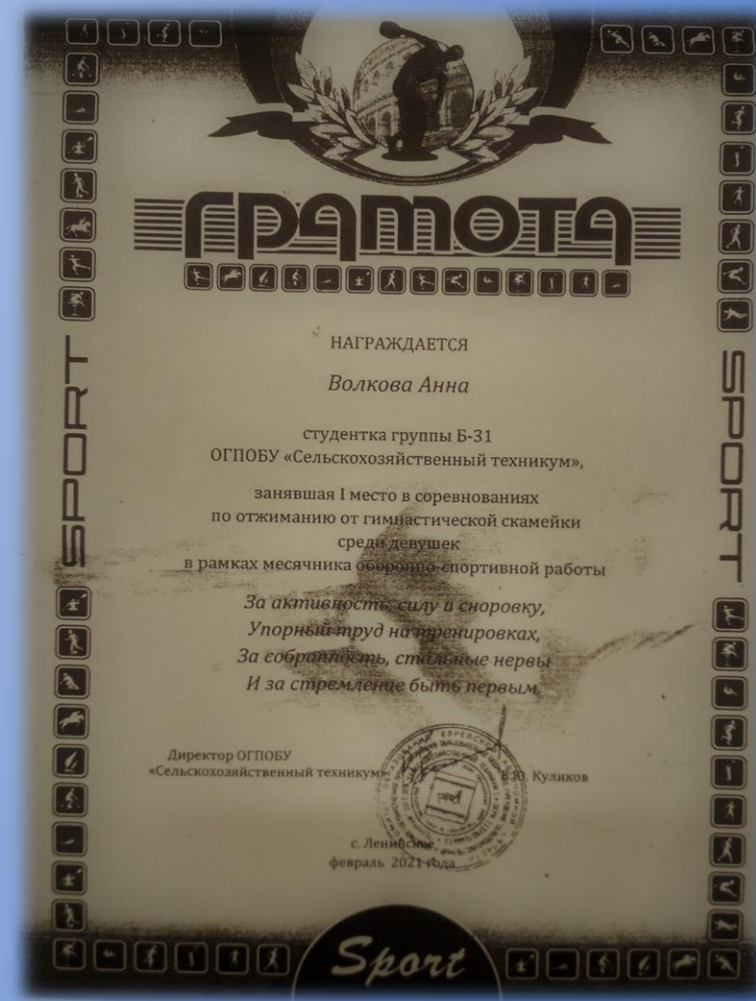 ГРАМОТА
SPORT
SPORT
НАГРАЖДАЕТСЯ
Волкова Анна
студентка группы Б-31
ОГПОБУ «Сельскохозяйственный техникум»,
занявшая I место в соревнованиях
по отжиманию от гимнастической скамейки
среди девушек
в рамках месячника оборонно-спортивной работы
За активность, силу и сноровку,
Упорный труд на тренировках,
За собранность, стальные нервы
И за стремление быть первым.
Директор ОГПОБУ
«Сельскохозяйственный техникум» В.Ю. Куликов
с. Ленинское,
февраль 2021 года
Sport